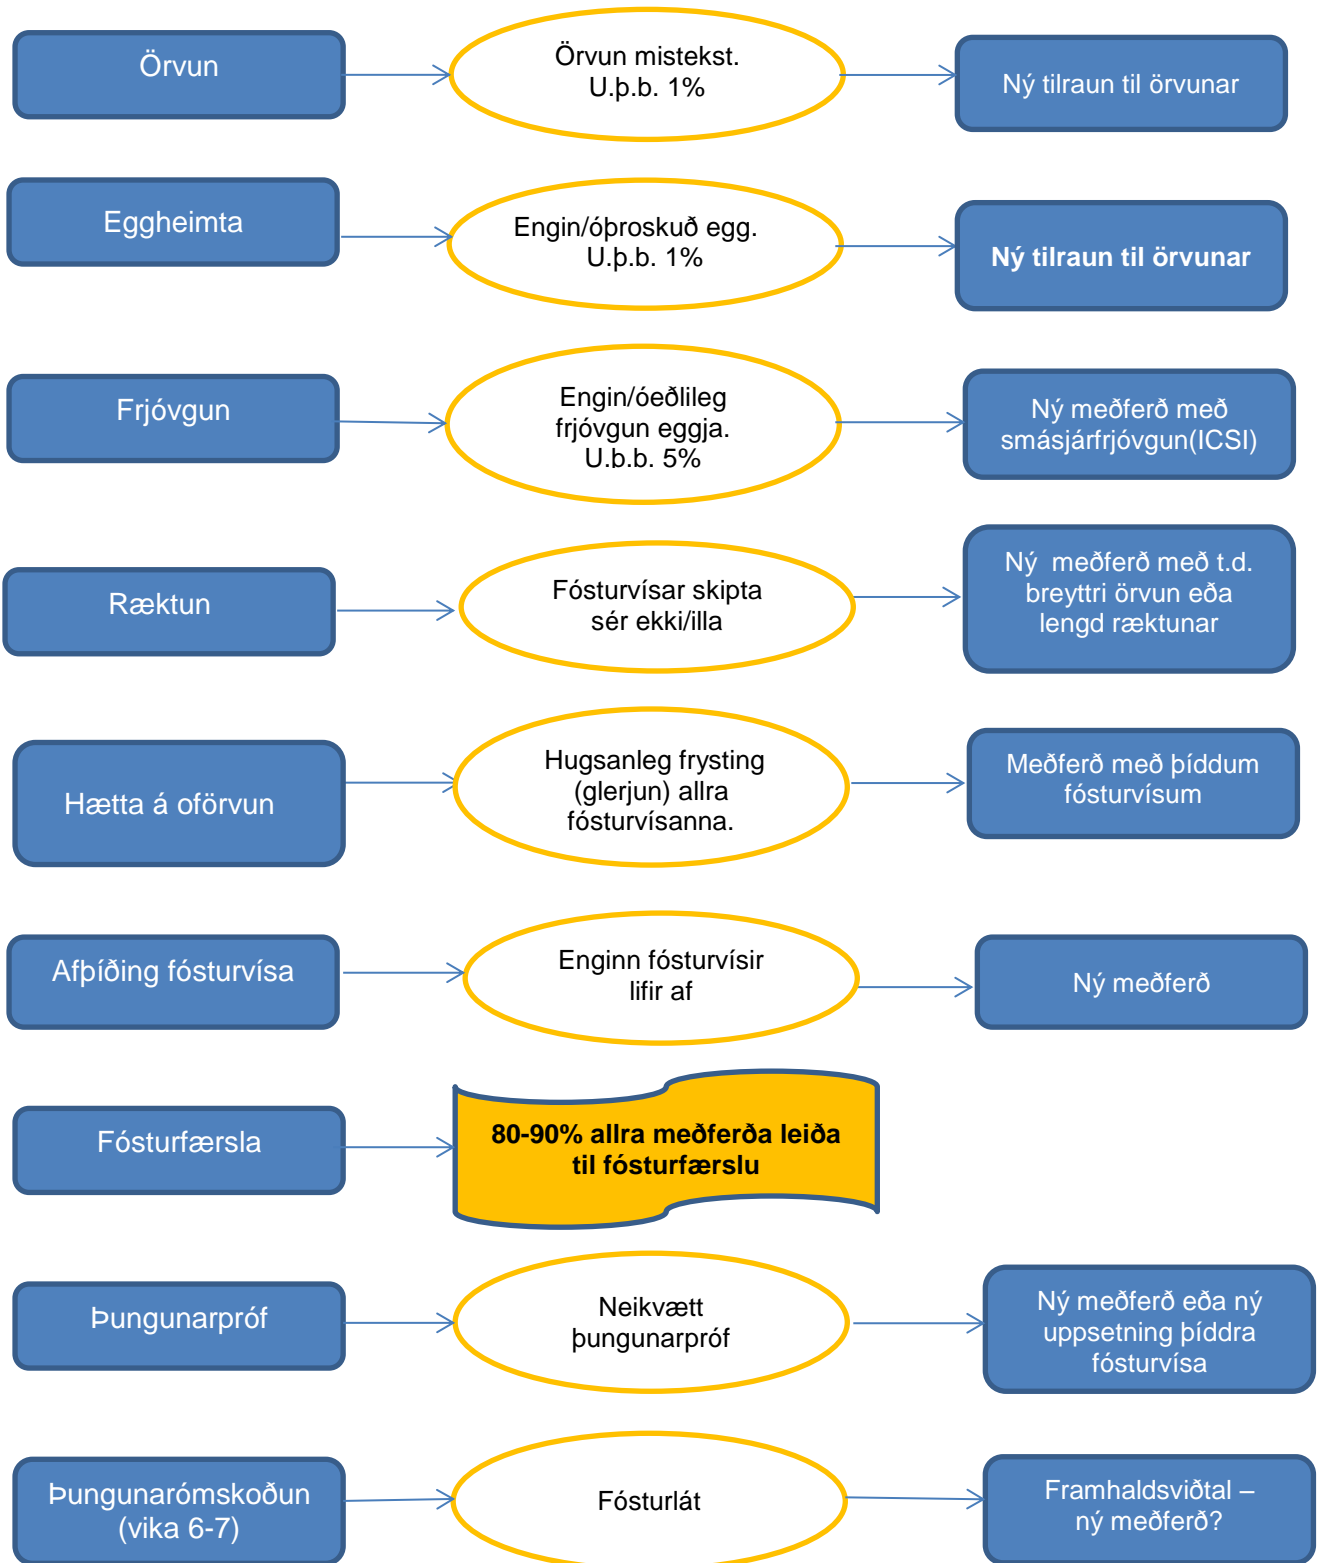 Örvun
Örvun mistekst.
U.þ.b. 1%
Ný tilraun til örvunar
Eggheimta
Engin/óþroskuð egg.
U.þ.b. 1%
Ný tilraun til örvunar
Frjóvgun
Engin/óeðlileg
frjóvgun eggja.
U.b.b. 5%
Ný meðferð með
smásjárfrjóvgun(ICSI)
Ræktun
Fósturvísar skipta
sér ekki/illa
Ný meðferð með t.d.
breyttri örvun eða
lengd ræktunar
Hætta á oförvun
Hugsanleg frysting
(glerjun) allra
fósturvísanna.
Meðferð með þíddum
fósturvísum
Afþíðing fósturvísa
Enginn fósturvísir
lifir af
Ný meðferð
Fósturfærsla
80-90% allra meðferða leiða
til fósturfærslu
Þungunarpróf
Neikvætt
þungunarpróf
Ný meðferð eða ný
uppsetning þíddra
fósturvísa
Þungunarómskoðun
(vika 6-7)
Fósturlát
Framhaldsviðtal –
ný meðferð?